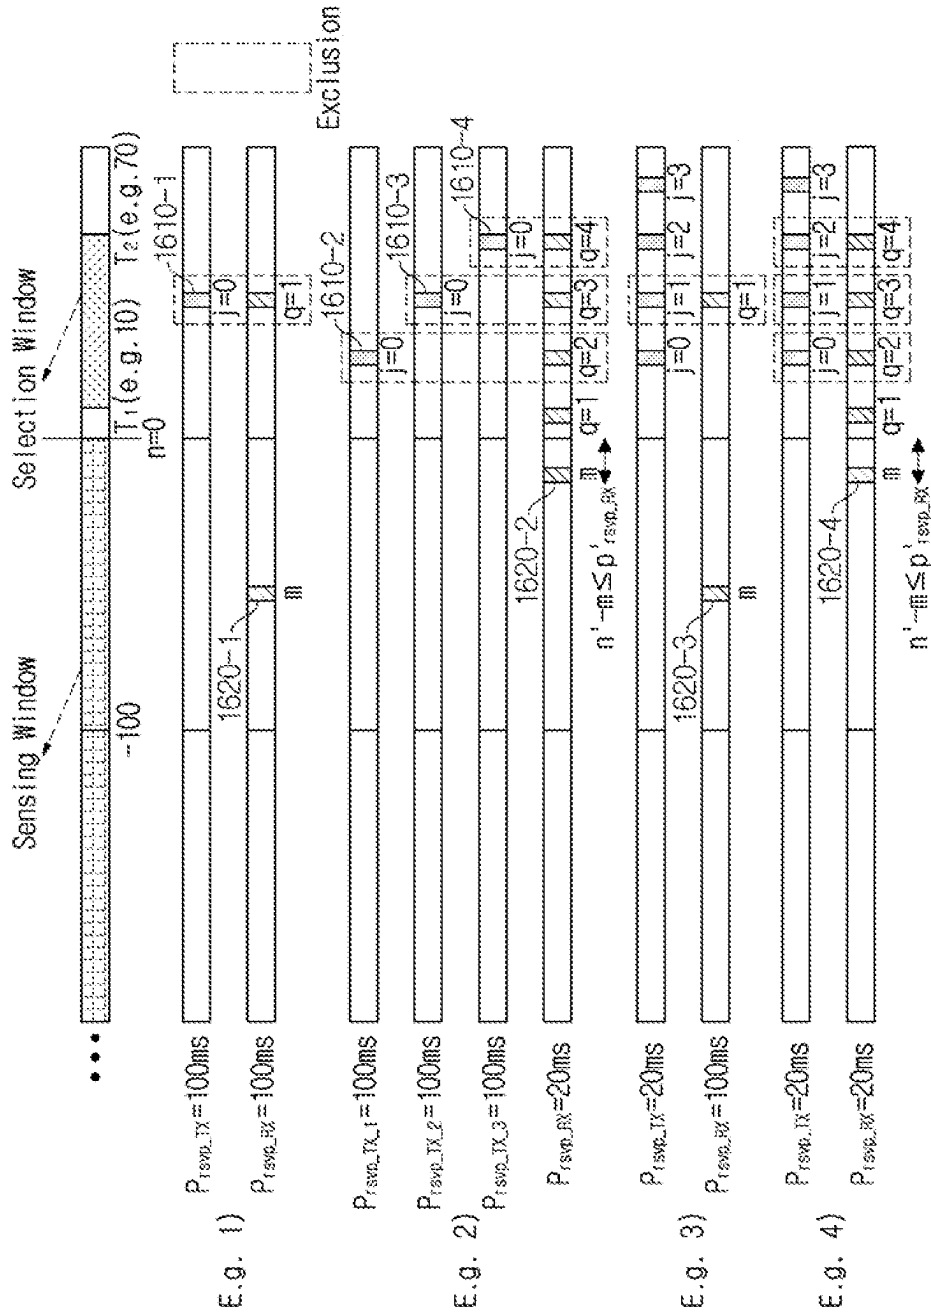 Sensing Window
Selection Window
Exclusion
•••
-100
n=0
T1(e.g.10)
T2(e.g.70)
E.g. 1)
Prsvp_TX=100ms
1610-1
j=0
Prsvp_RX=100ms
1620-1
m
q=1
E.g. 2)
Prsvp_TX_1=100ms
1610-2
j=0
Prsvp_TX_2=100ms
1610-3
j=0
Prsvp_TX_3=100ms
1610-4
j=0
Prsvp_RX=20ms
1620-2
m
q=1
q=2
q=3
q=4
n'-m≤p'rsvp_RX
E.g. 3)
Prsvp_TX=20ms
j=0
j=1
j=2
j=3
Prsvp_RX=100ms
1620-3
m
q=1
E.g. 4)
Prsvp_TX=20ms
j=0
j=1
j=2
j=3
Prsvp_RX=20ms
1620-4
m
q=1
q=2
q=3
q=4
n'-m≤p'rsvp_RX